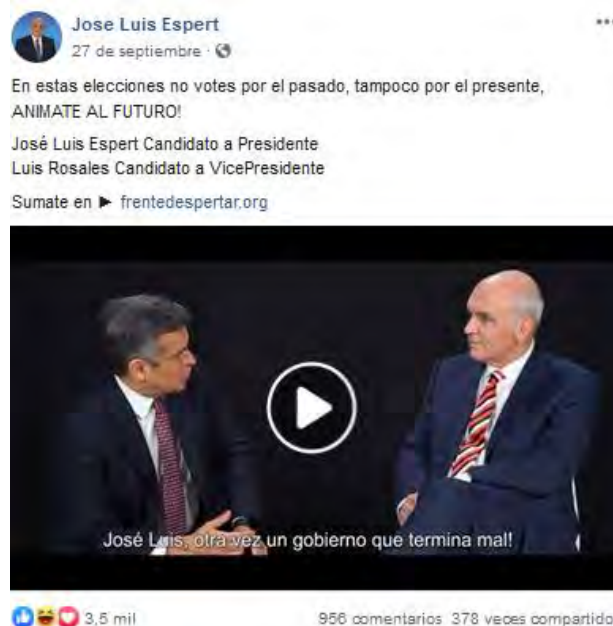 Jose Luis Espert
27 de septiembre ·
En estas elecciones no votes por el pasado, tampoco por el presente,
ANIMATE AL FUTURO!
José Luis Espert Candidato a Presidente
Luis Rosales Candidato a VicePresidente
Sumate en ► frentedespertar.org
José Luis, otra vez un gobierno que termina mal!
3,5 mil
956 comentarios 378 veces compartido